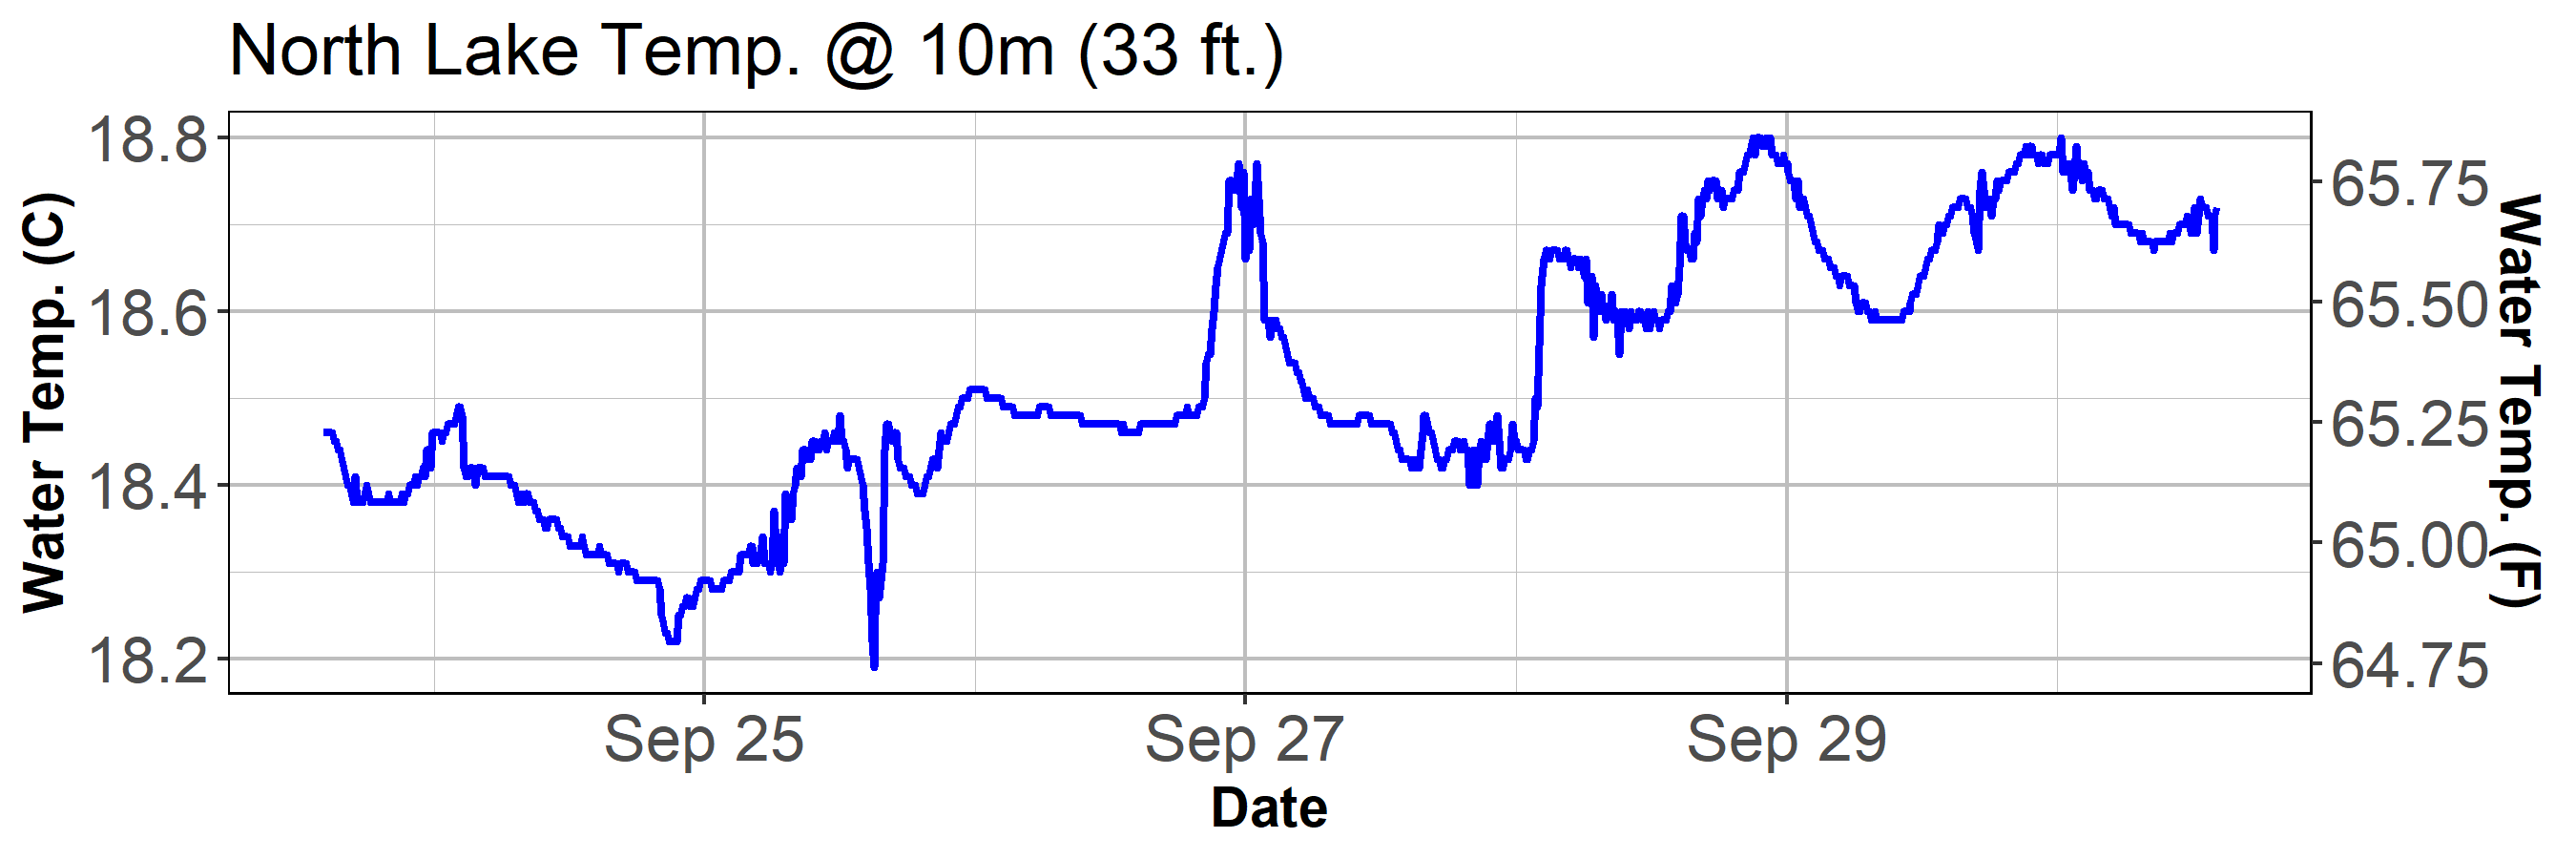 North Lake Temp. @ 10m (33 ft.)
Water Temp. (C)
18.8
18.6
18.4
18.2
65.75
65.50
65.25
65.00
64.75
Water Temp. (F)
Sep 25 Sep 27 Sep 29
Date